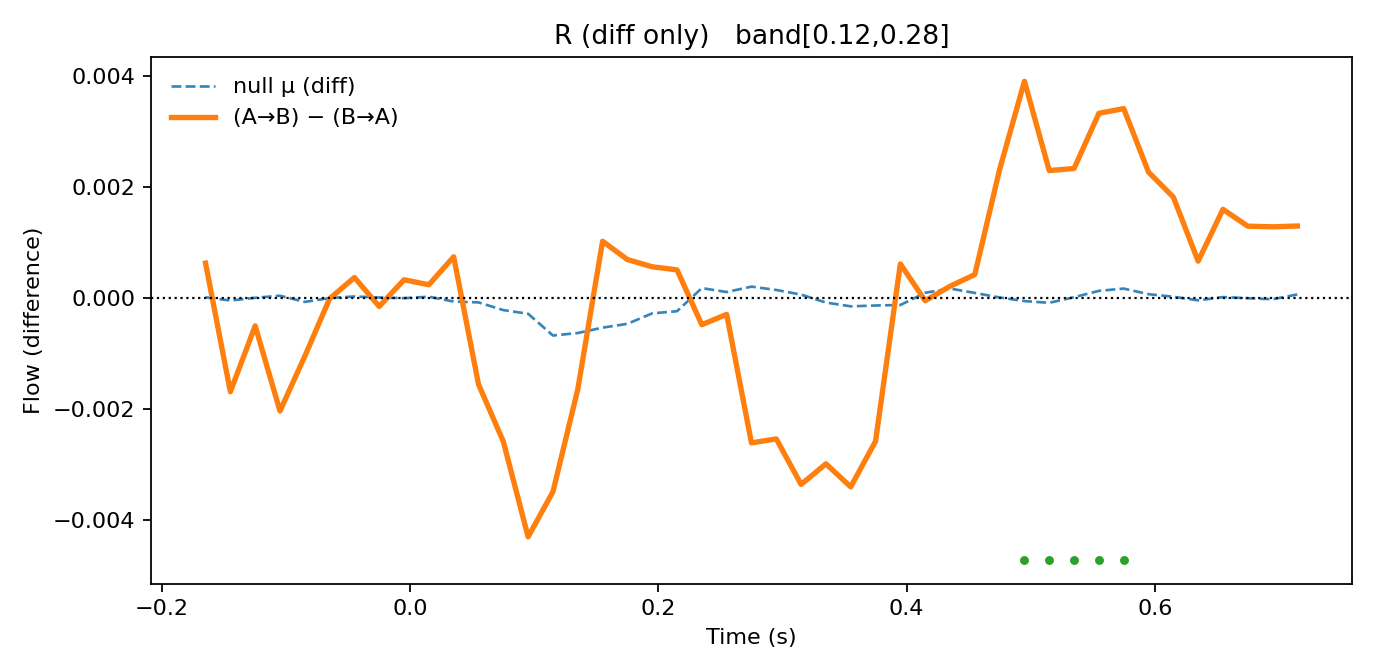 R (diff only)   band[0.12,0.28]
null μ (diff)
(A→B) − (B→A)
Flow (difference)
0.004
0.002
0.000
−0.002
−0.004
−0.2
0.0
0.2
0.4
0.6
Time (s)